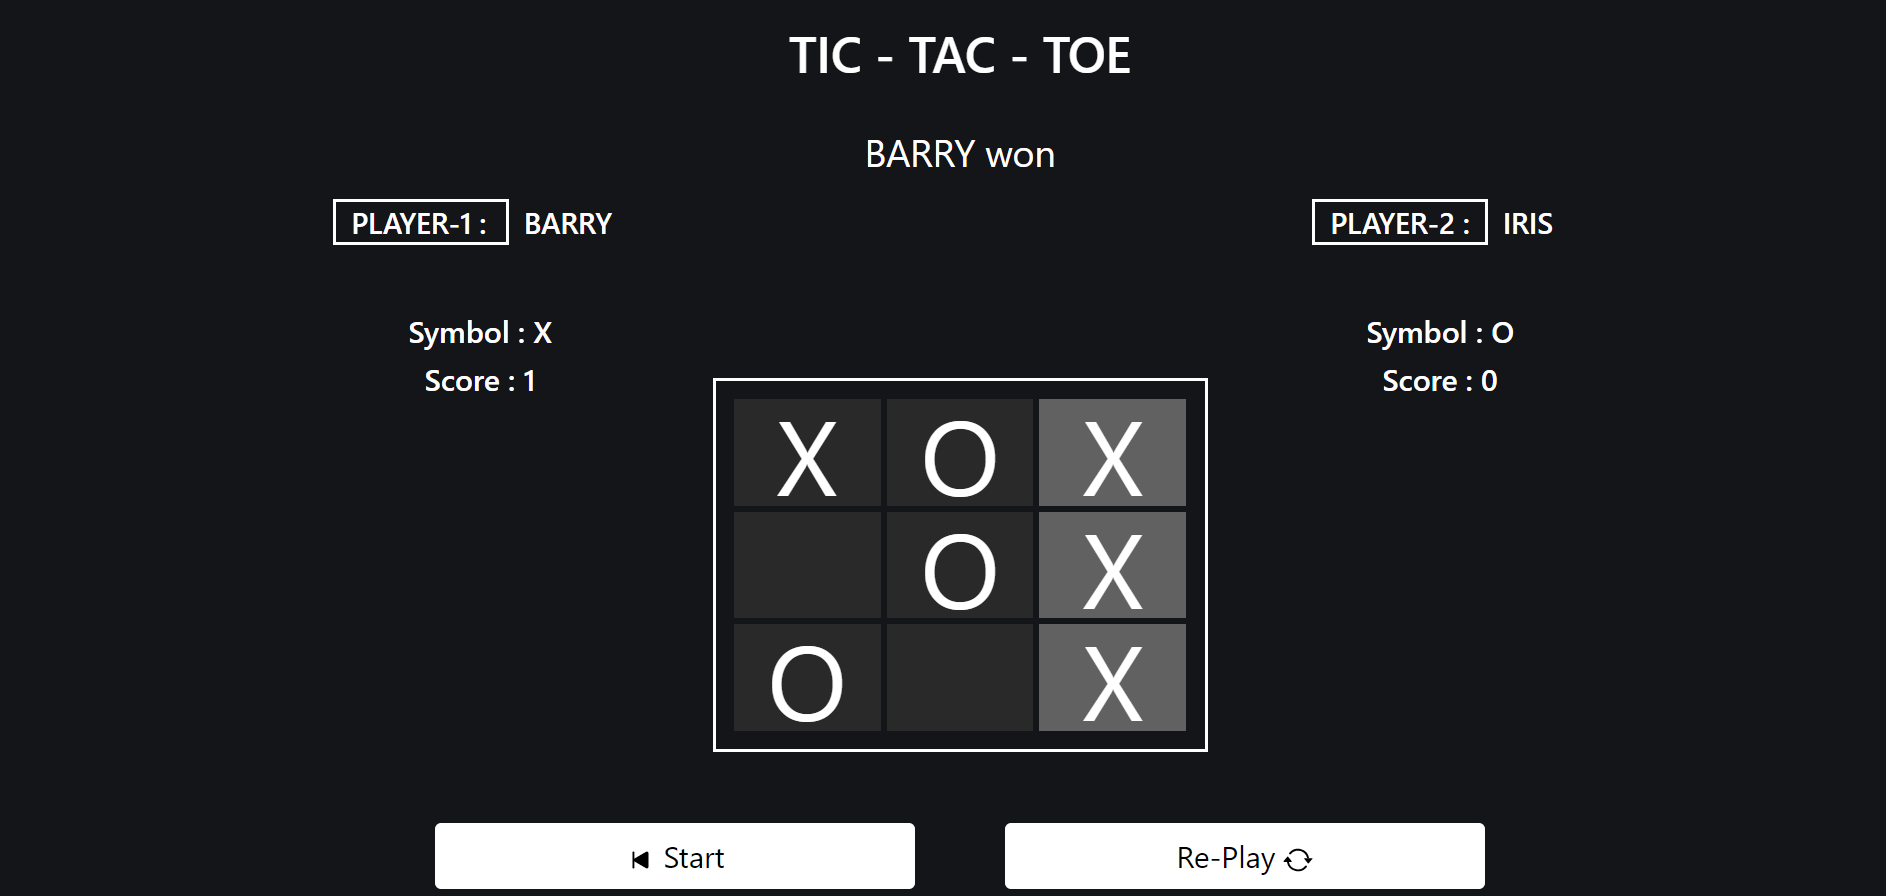 TIC - TAC - TOE
BARRY won
PLAYER-1 : BARRY
PLAYER-2 : IRIS
Symbol : X
Score : 1
Symbol : O
Score : 0
X O X
O X
O X
Start
Re-Play